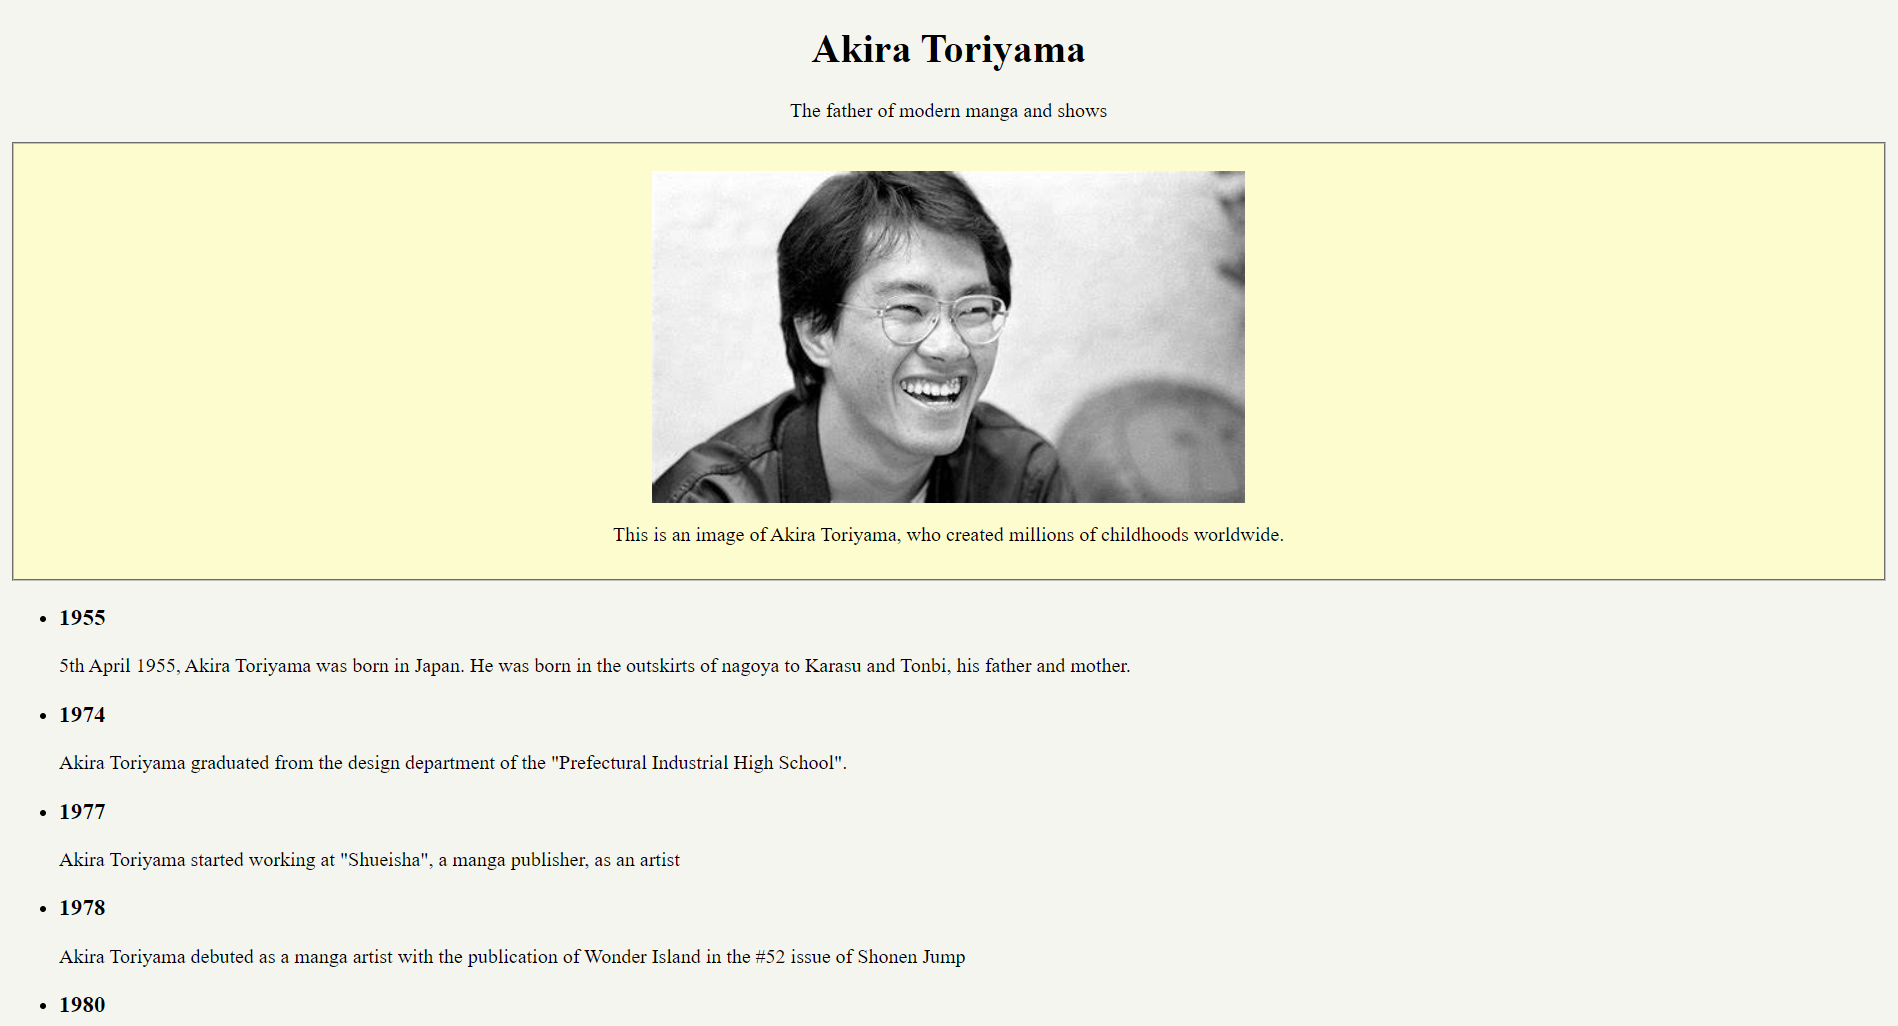 Akira Toriyama
The father of modern manga and shows
This is an image of Akira Toriyama, who created millions of childhoods worldwide.
1955
5th April 1955, Akira Toriyama was born in Japan. He was born in the outskirts of nagoya to Karasu and Tonbi, his father and mother.
1974
Akira Toriyama graduated from the design department of the "Prefectural Industrial High School".
1977
Akira Toriyama started working at "Shueisha", a manga publisher, as an artist
1978
Akira Toriyama debuted as a manga artist with the publication of Wonder Island in the #52 issue of Shonen Jump
1980